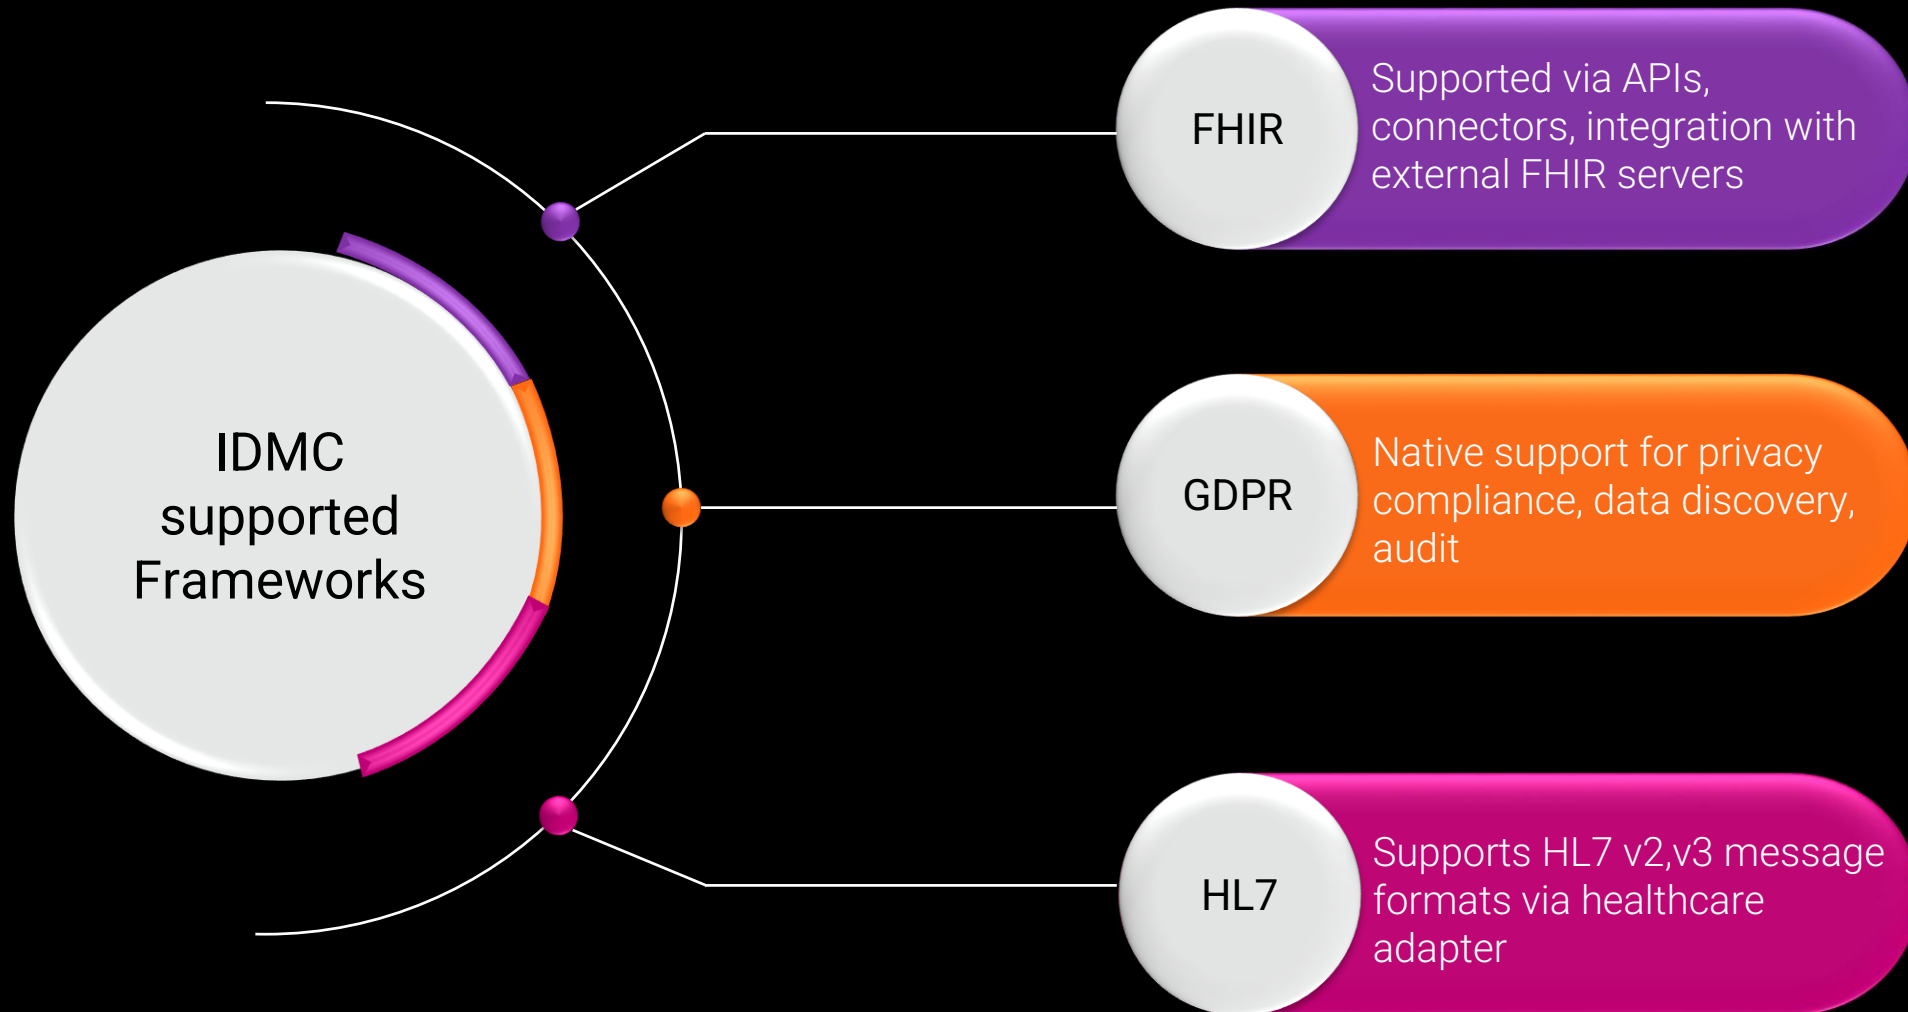 IDMC
supported
Frameworks
FHIR
Supported via APIs,
connectors, integration with
external FHIR servers
GDPR
Native support for privacy
compliance, data discovery,
audit
HL7
Supports HL7 v2,v3 message
formats via healthcare
adapter